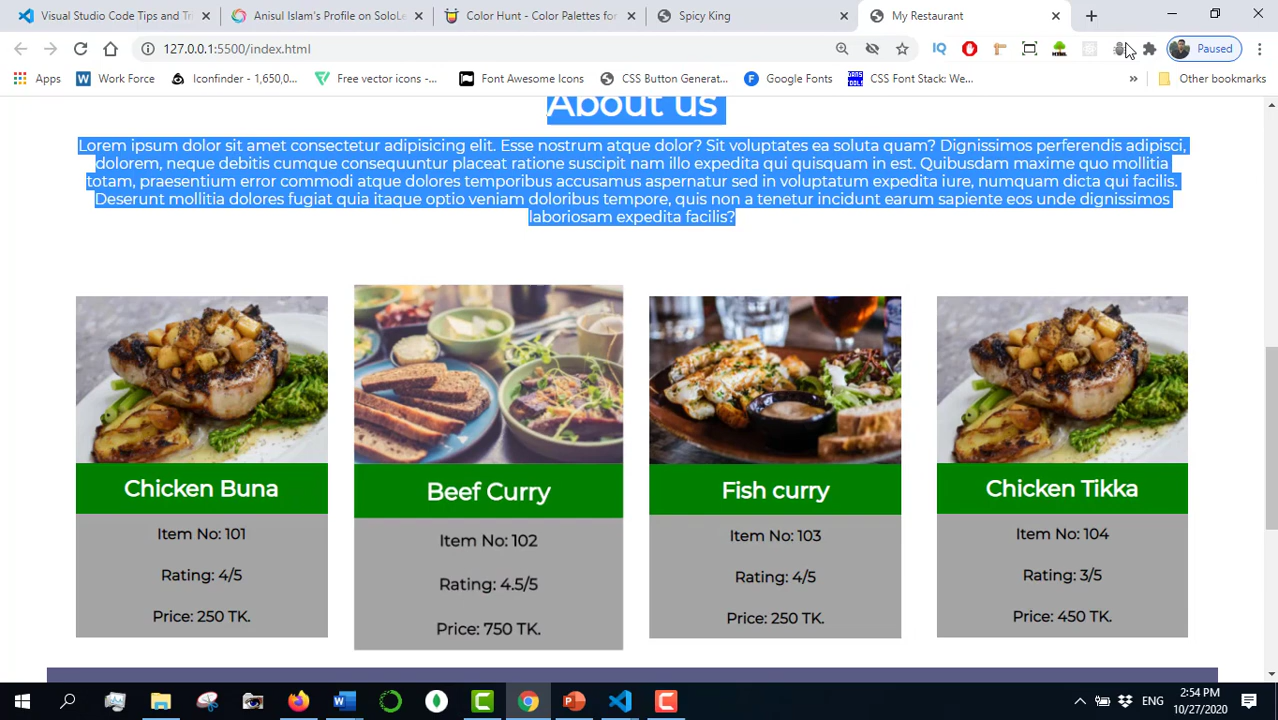 Visual Studio Code Tips and Tri
Anisul Islam's Profile on SoloLe
Color Hunt - Color Palettes for
Spicy King
My Restaurant
127.0.0.1:5500/index.html
Paused
Apps
Work Force
Iconfinder - 1,650,0...
Free vector icons -...
Font Awesome Icons
CSS Button Generat...
Google Fonts
CSS Font Stack: We...
Other bookmarks
About us
Lorem ipsum dolor sit amet consectetur adipisicing elit. Esse nostrum atque dolor? Sit voluptates ea soluta quam? Dignissimos perferendis adipisci,
dolorem, neque debitis cumque consequuntur placeat ratione suscipit nam illo expedita qui quisquam in est. Quibusdam maxime quo mollitia
totam, praesentium error commodi atque dolores temporibus accusamus aspernatur sed in voluptatum expedita iure, numquam dicta qui facilis.
Deserunt mollitia dolores fugiat quia itaque optio veniam doloribus tempore, quis non a tenetur incidunt earum sapiente eos unde dignissimos
laboriosam expedita facilis?
Chicken Buna
Item No: 101
Rating: 4/5
Price: 250 TK.
Beef Curry
Item No: 102
Rating: 4.5/5
Price: 750 TK.
Fish curry
Item No: 103
Rating: 4/5
Price: 250 TK.
Chicken Tikka
Item No: 104
Rating: 3/5
Price: 450 TK.
ENG
2:54 PM
10/27/2020